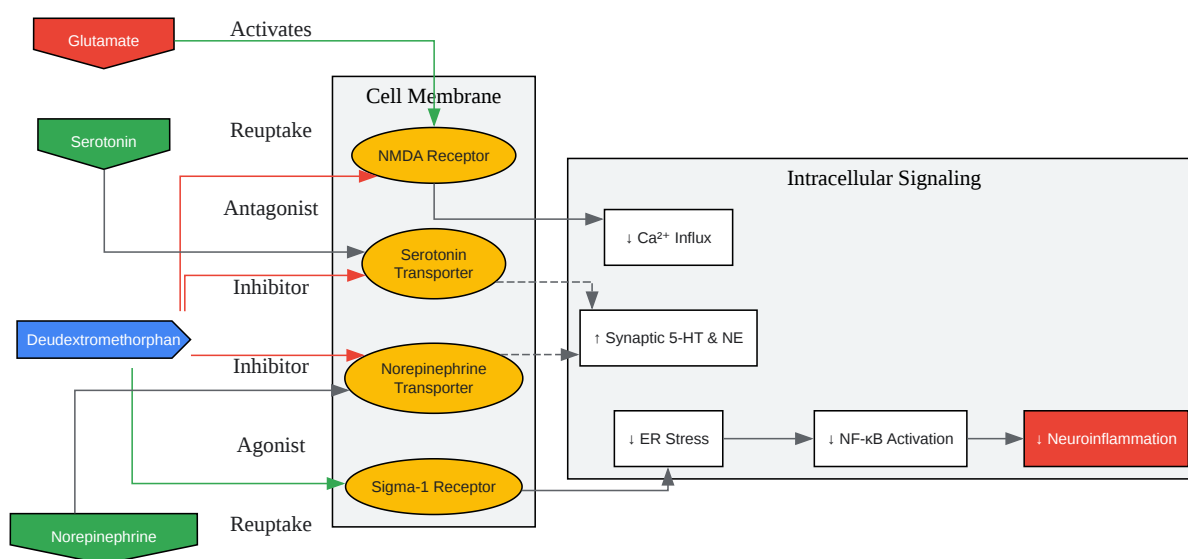 Glutamate
Activates
Cell Membrane
Reuptake
Serotonin
NMDA Receptor
Intracellular Signaling
Antagonist
↓ Ca²⁺ Influx
Serotonin
Transporter
Inhibitor
Deudextromethorphan
↑ Synaptic 5-HT & NE
Inhibitor
Norepinephrine
Transporter
Agonist
↓ ER Stress
↓ NF-κB Activation
↓ Neuroinflammation
Sigma-1 Receptor
Reuptake
Norepinephrine